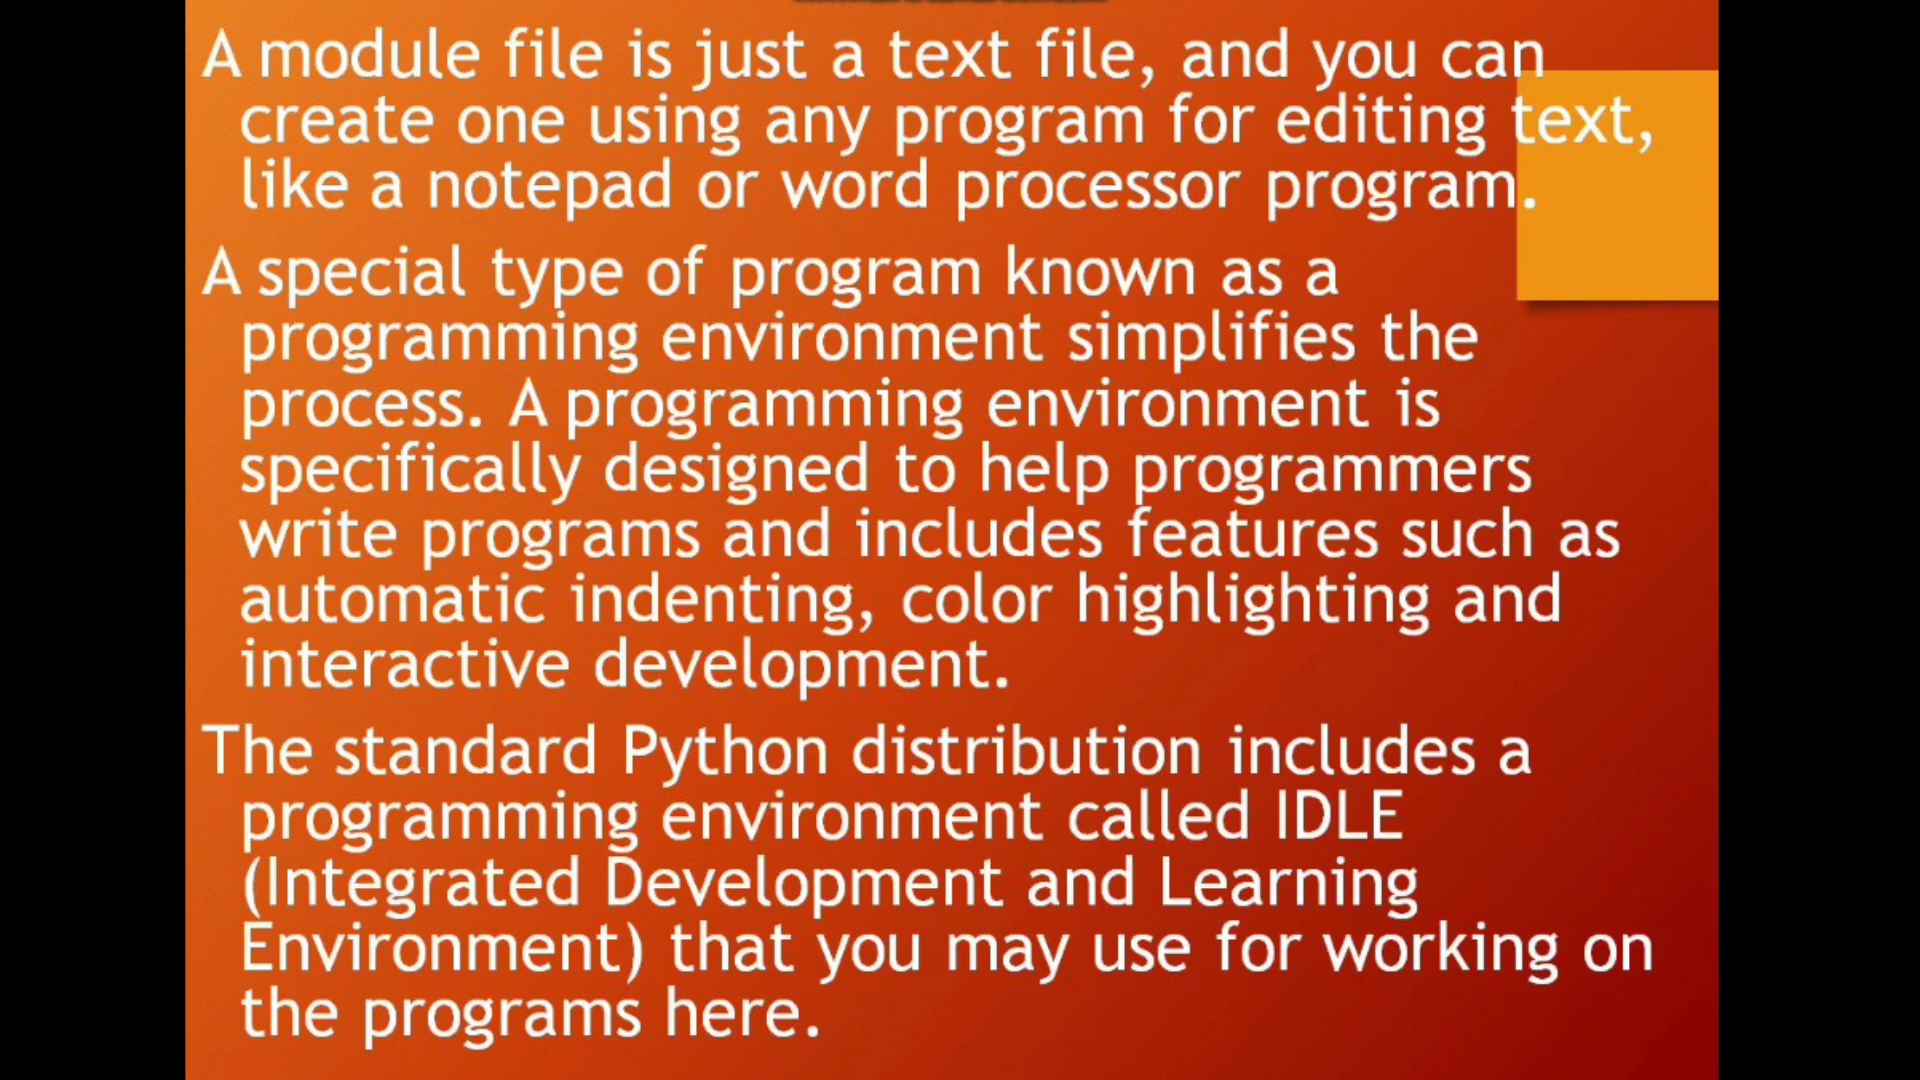 A module file is just a text file, and you can
create one using any program for editing text,
like a notepad or word processor program.
A special type of program known as a
programming environment simplifies the
process. A programming environment is
specifically designed to help programmers
write programs and includes features such as
automatic indenting, color highlighting and
interactive development.
The standard Python distribution includes a
programming environment called IDLE
(Integrated Development and Learning
Environment) that you may use for working on
the programs here.